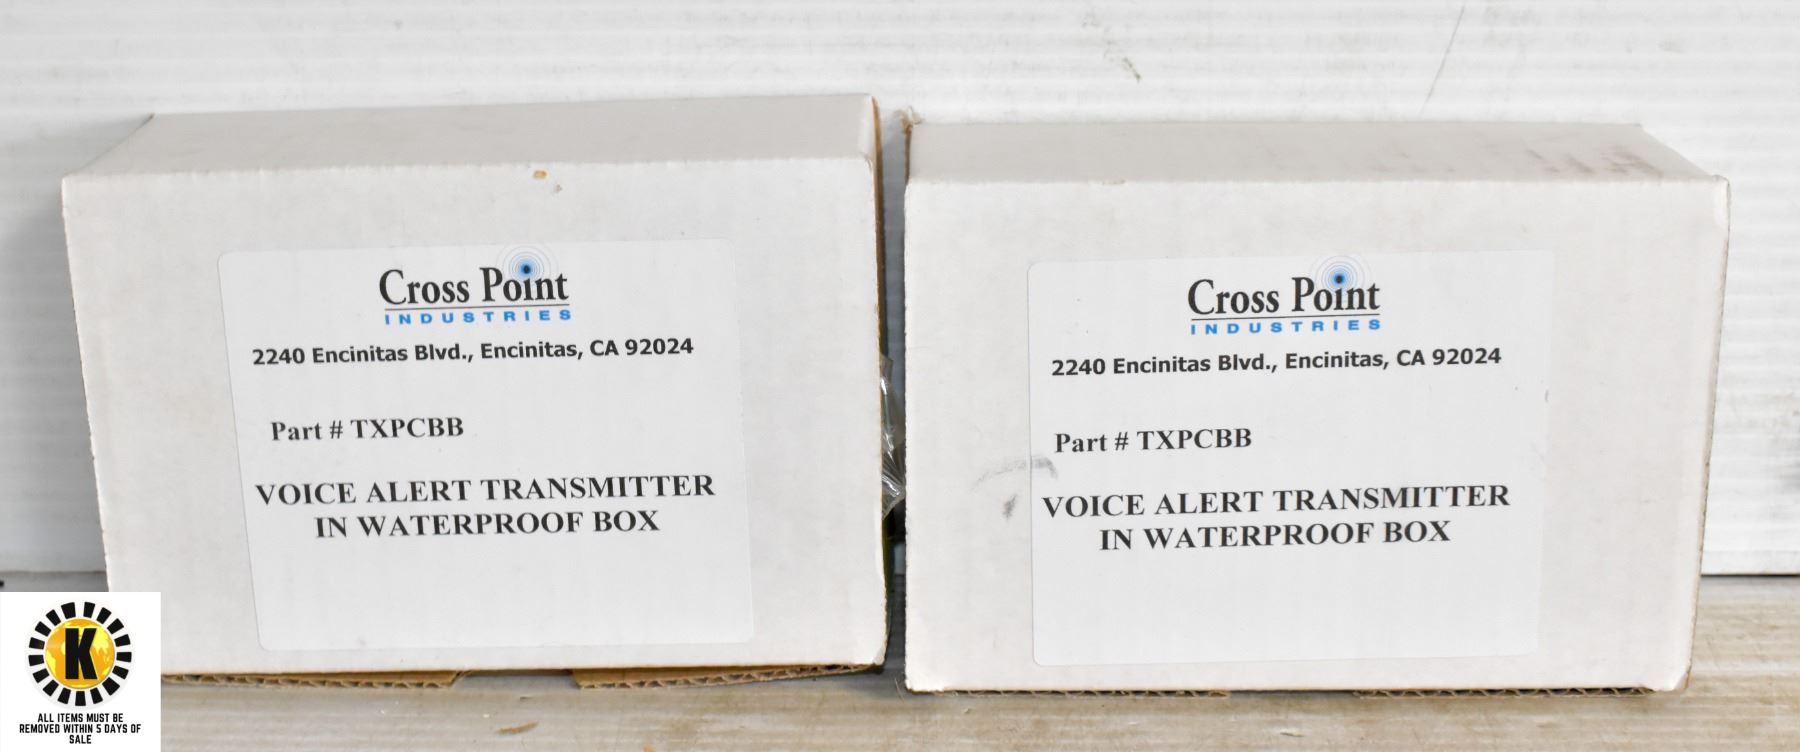 Cross Point
INDUSTRIES
2240 Encinitas Blvd., Encinitas, CA 92024
Part # TXPCBB
VOICE ALERT TRANSMITTER
IN WATERPROOF BOX
Cross Point
INDUSTRIES
2240 Encinitas Blvd., Encinitas, CA 92024
Part # TXPCBB
VOICE ALERT TRANSMITTER
IN WATERPROOF BOX
K
ALL ITEMS MUST BE
REMOVED WITHIN 5 DAYS OF
SALE